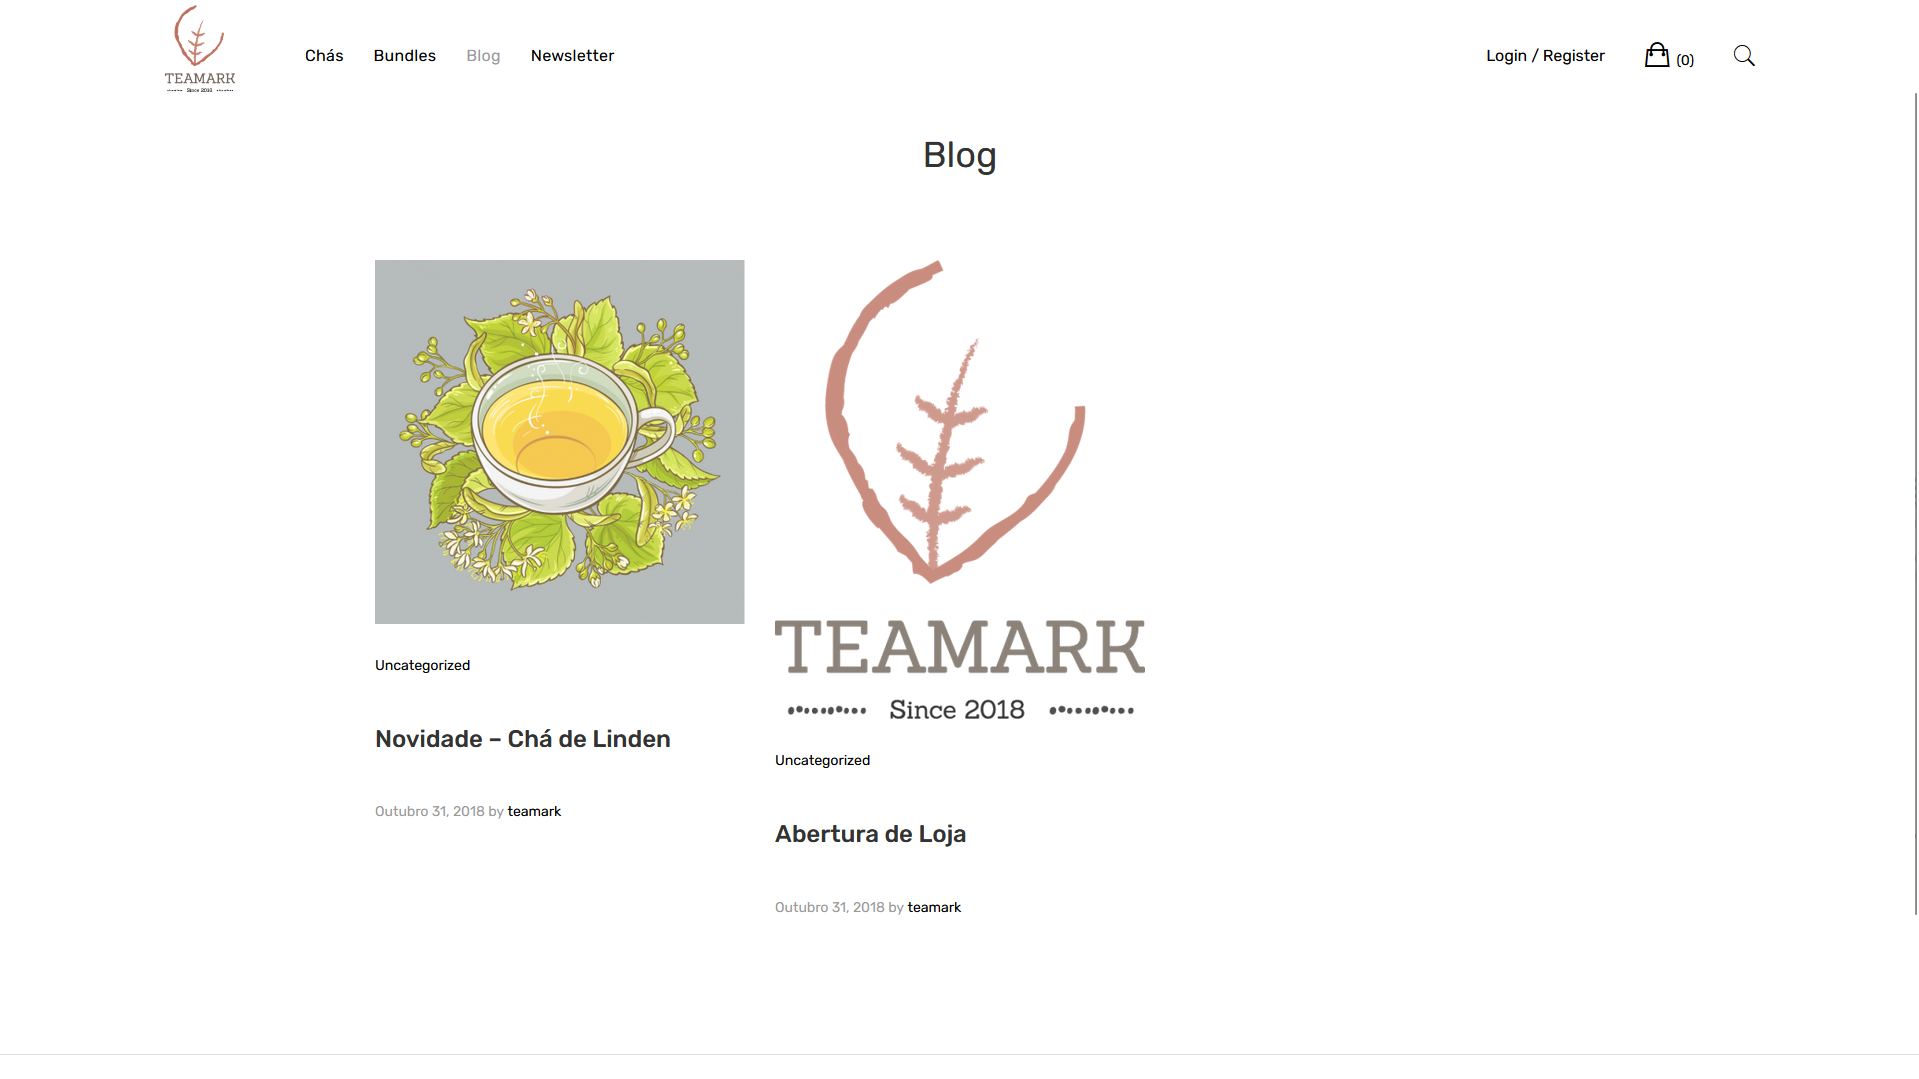 TEAMARK
Since 2018
Chás
Bundles
Blog
Newsletter
Login / Register
(0)
Blog
TEAMARK
Since 2018
Uncategorized
Novidade – Chá de Linden
Outubro 31, 2018 by teamark
Uncategorized
Abertura de Loja
Outubro 31, 2018 by teamark